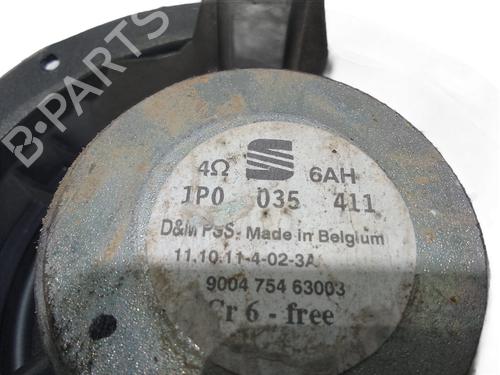 B-PARTS
4Ω 6AH
1P0 035 411
D&M PSS. Made in Belgium
11.10.11-4-02-3A
9004 754 63003
Cr 6 - free